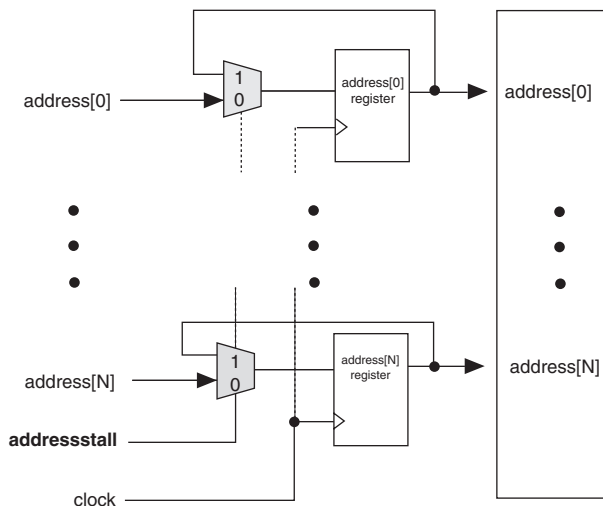 1
address[0]
0
address[0]
register
address[0]
1
address[N]
0
address[N]
register
address[N]
addressstall
clock